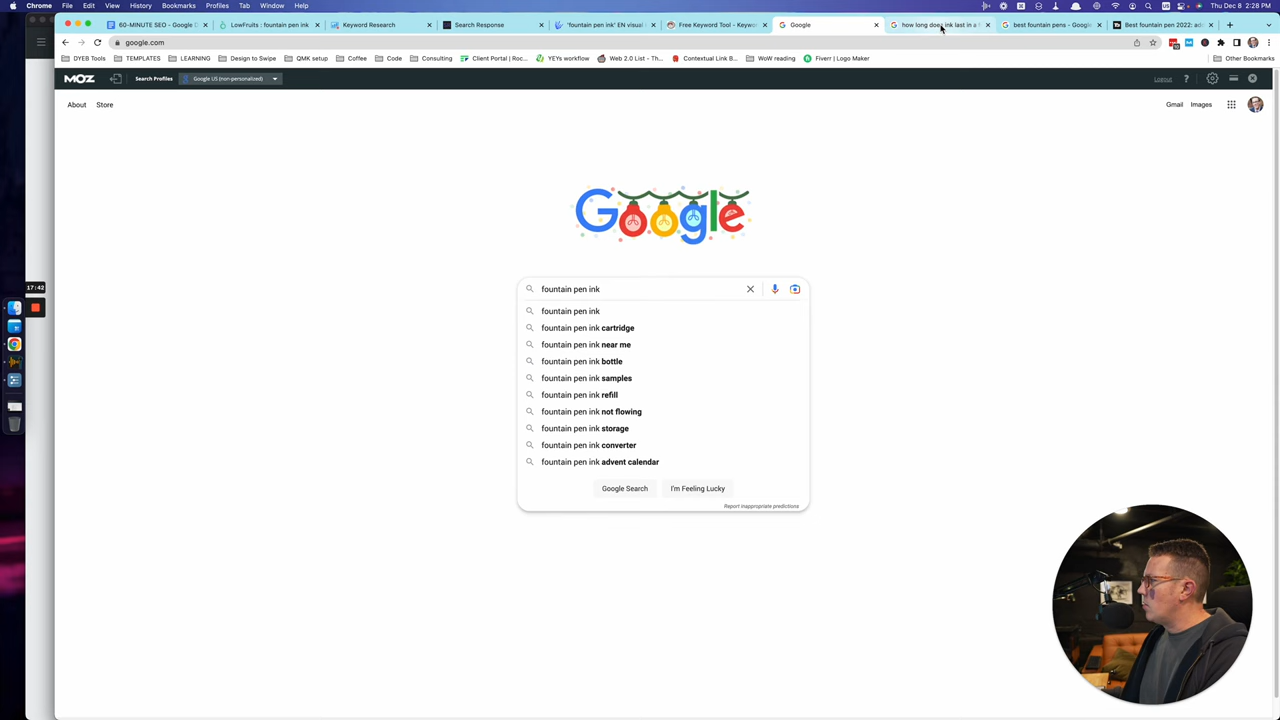 Chrome File Edit View History Bookmarks Profiles Tab Window Help
Thu Dec 8 2:28 PM
60-MINUTE SEO - Google D
LowFruits : fountain pen ink
Keyword Research
Search Response
'fountain pen ink' EN visual
Free Keyword Tool - Keyw
Google
how long does ink last in a f
best fountain pens - Google
Best fountain pen 2022: ad
google.com
DYEB Tools TEMPLATES LEARNING Design to Swipe QMK setup Coffee Code Consulting Client Portal | Roc... YEYs workflow Web 2.0 List - Th... Contextual Link B... WoW reading Fiverr | Logo Maker Other Bookmarks
MOZ Search Profiles Google US (non-personalized) Logout ?
About Store
Gmail Images
Google
17:42
fountain pen ink
fountain pen ink
fountain pen ink cartridge
fountain pen ink near me
fountain pen ink bottle
fountain pen ink samples
fountain pen ink refill
fountain pen ink not flowing
fountain pen ink storage
fountain pen ink converter
fountain pen ink advent calendar
Google Search I'm Feeling Lucky
Report inappropriate predictions